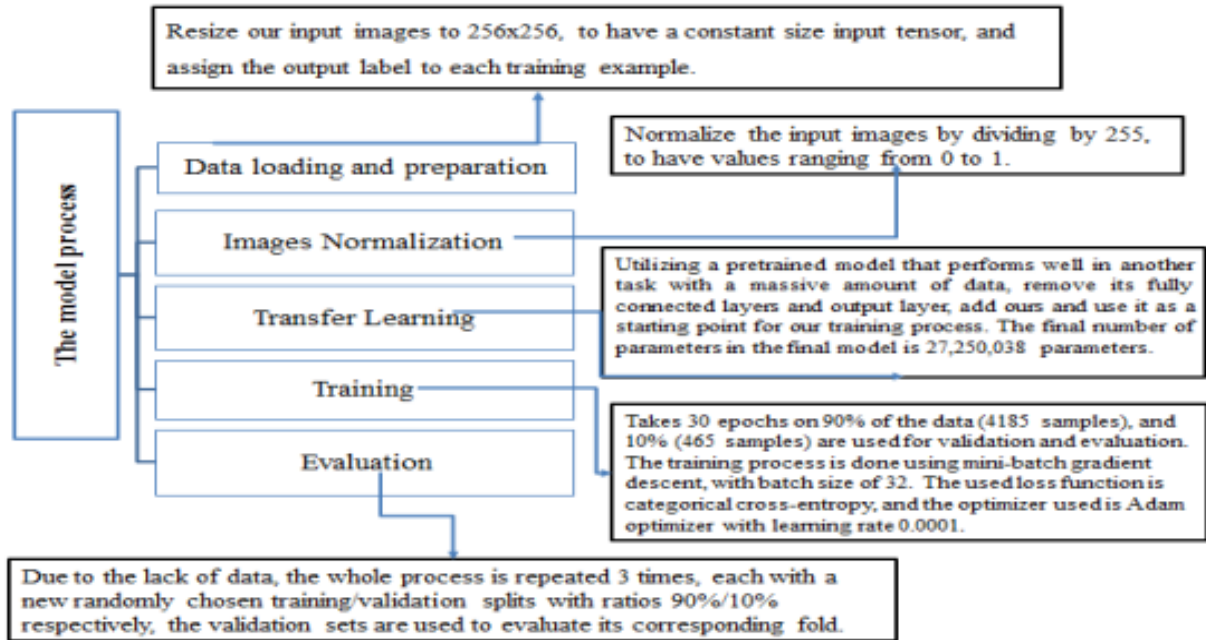 Resize our input images to 256x256, to have a constant size input tensor, and
assign the output label to each training example.
The model process
Data loading and preparation
Normalize the input images by dividing by 255,
to have values ranging from 0 to 1.
Images Normalization
Utilizing a pretrained model that performs well in another
task with a massive amount of data, remove its fully
connected layers and output layer, add ours and use it as a
starting point for our training process. The final number of
parameters in the final model is 27,250,038 parameters.
Transfer Learning
Training
Takes 30 epochs on 90% of the data (4185 samples), and
10% (465 samples) are used for validation and evaluation.
The training process is done using mini-batch gradient
descent, with batch size of 32. The used loss function is
categorical cross-entropy, and the optimizer used is Adam
optimizer with learning rate 0.0001.
Evaluation
Due to the lack of data, the whole process is repeated 3 times, each with a
new randomly chosen training/validation splits with ratios 90%/10%
respectively, the validation sets are used to evaluate its corresponding fold.